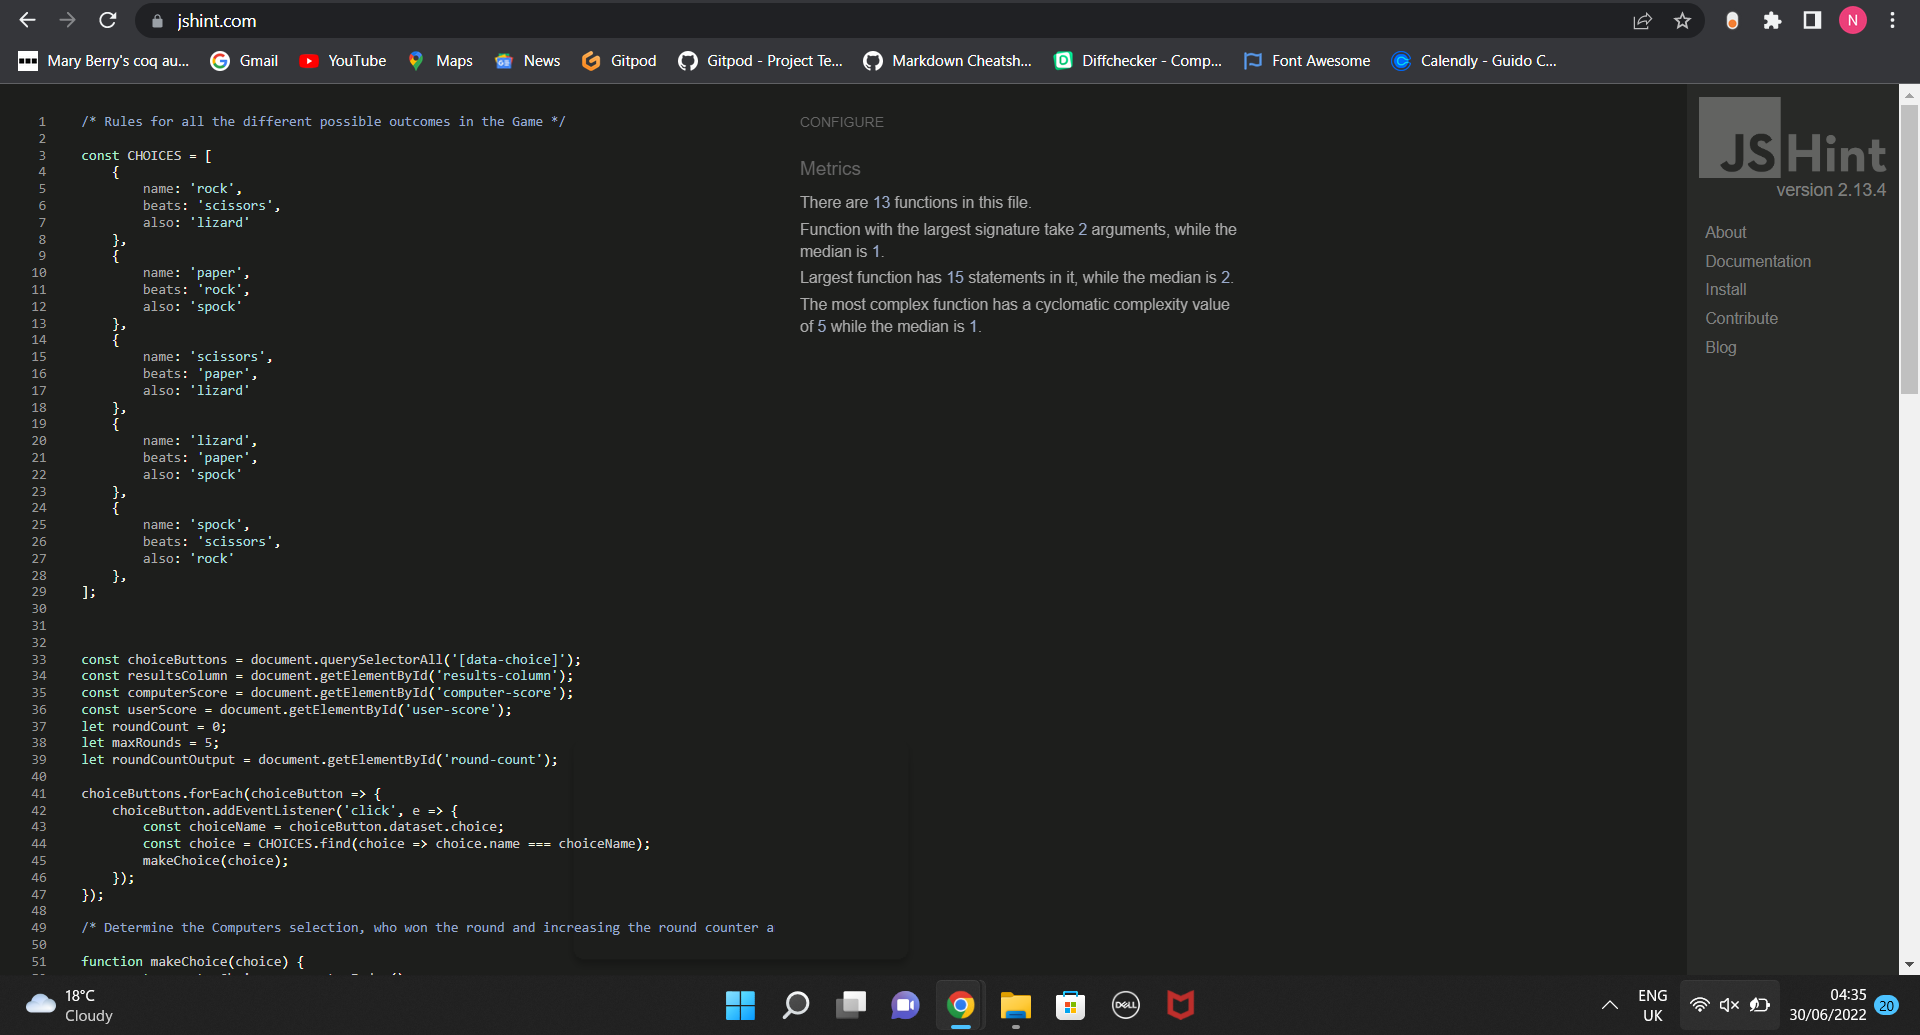 jshint.com
N
Mary Berry's coq au...
Gmail
YouTube
Maps
News
Gitpod
Gitpod - Project Te...
Markdown Cheatsh...
Diffchecker - Comp...
Font Awesome
Calendly - Guido C...
1 /* Rules for all the different possible outcomes in the Game */
2
3 const CHOICES = [
4 {
5 name: 'rock',
6 beats: 'scissors',
7 also: 'lizard'
8 },
9 {
10 name: 'paper',
11 beats: 'rock',
12 also: 'spock'
13 },
14 {
15 name: 'scissors',
16 beats: 'paper',
17 also: 'lizard'
18 },
19 {
20 name: 'lizard',
21 beats: 'paper',
22 also: 'spock'
23 },
24 {
25 name: 'spock',
26 beats: 'scissors',
27 also: 'rock'
28 },
29 ];
30
31
32
33 const choiceButtons = document.querySelectorAll('[data-choice]');
34 const resultsColumn = document.getElementById('results-column');
35 const computerScore = document.getElementById('computer-score');
36 const userScore = document.getElementById('user-score');
37 let roundCount = 0;
38 let maxRounds = 5;
39 let roundCountOutput = document.getElementById('round-count');
40
41 choiceButtons.forEach(choiceButton => {
42 choiceButton.addEventListener('click', e => {
43 const choiceName = choiceButton.dataset.choice;
44 const choice = CHOICES.find(choice => choice.name === choiceName);
45 makeChoice(choice);
46 });
47 });
48
49 /* Determine the Computers selection, who won the round and increasing the round counter a
50
51 function makeChoice(choice) {
CONFIGURE
Metrics
There are 13 functions in this file.
Function with the largest signature take 2 arguments, while the
median is 1.
Largest function has 15 statements in it, while the median is 2.
The most complex function has a cyclomatic complexity value
of 5 while the median is 1.
JSHint
version 2.13.4
About
Documentation
Install
Contribute
Blog
18°C
Cloudy
DELL
ENG
UK
04:35
30/06/2022
20